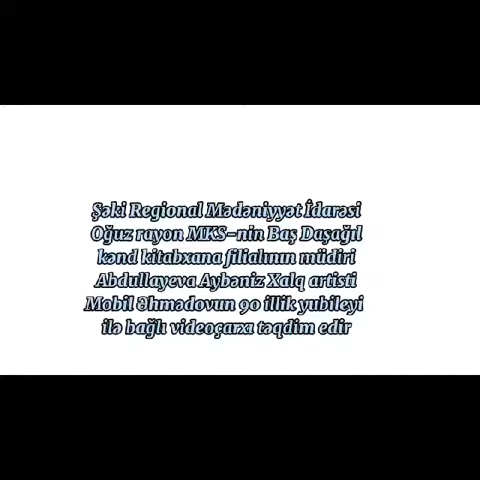 Şəki Regional Mədəniyyət İdarəsi
Oğuz rayon MKS-nin Baş Daşağıl
kənd kitabxana filialının müdiri
Abdullayeva Aybəniz Xalq artisti
Mobil Əhmədovun 90 illik yubileyi
ilə bağlı videoçarxı təqdim edir